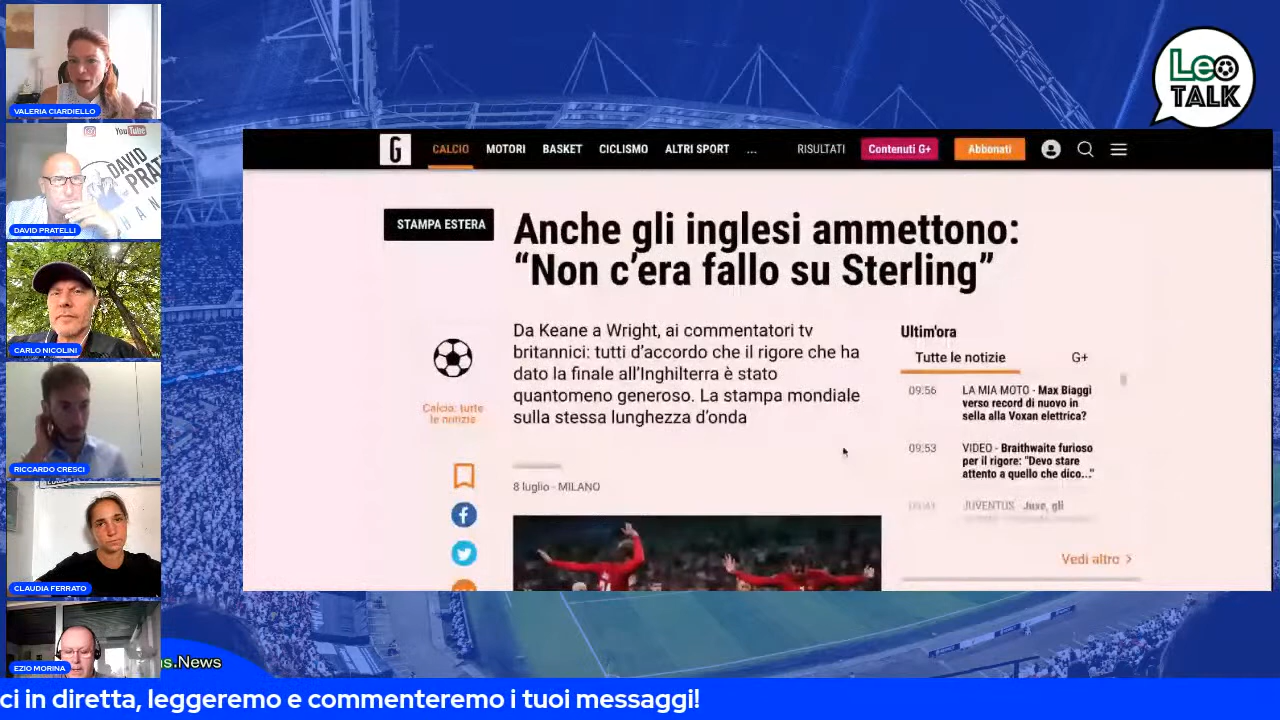 VALERIA CIARDIELLO
YouTube
DAVID
DAVID PRATELLI
CARLO NICOLINI
RICCARDO CRESCI
CLAUDIA FERRATO
EZIO MORINA
Leo
TALK
G
CALCIO MOTORI BASKET CICLISMO ALTRI SPORT ... RISULTATI Contenuti G+ Abbonati
STAMPA ESTERA
Anche gli inglesi ammettono:
“Non c’era fallo su Sterling”
Da Keane a Wright, ai commentatori tv
britannici: tutti d’accordo che il rigore che ha
dato la finale all’Inghilterra è stato
quantomeno generoso. La stampa mondiale
sulla stessa lunghezza d’onda
Calcio: tutte
le notizie
8 luglio - MILANO
Ultim'ora
Tutte le notizie G+
09:56 LA MIA MOTO - Max Biaggi
verso record di nuovo in
sella alla Voxan elettrica?
09:53 VIDEO - Braithwaite furioso
per il rigore: "Devo stare
attento a quello che dico..."
JUVENTUS - Juve, gli
Vedi altro >
s.News
ci in diretta, leggeremo e commenteremo i tuoi messaggi!